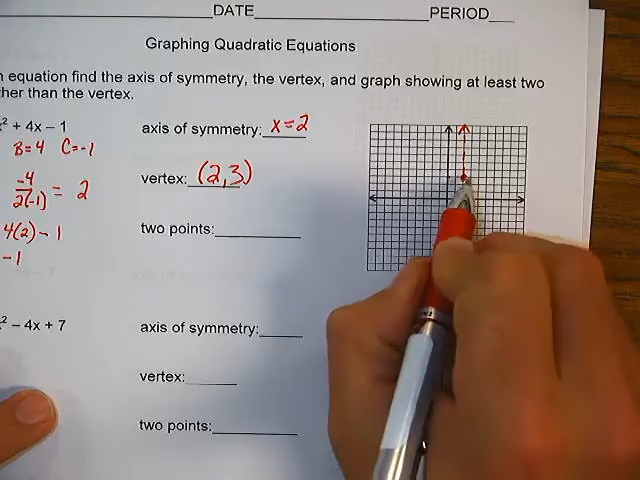 DATE PERIOD
Graphing Quadratic Equations
equation find the axis of symmetry, the vertex, and graph showing at least two
than the vertex.
² + 4x – 1 axis of symmetry: x = 2
B = 4 C = -1
-4/2(-1) = 2 vertex: (2,3)
4(2) - 1 two points:
-1
² – 4x + 7 axis of symmetry:
vertex:
two points: